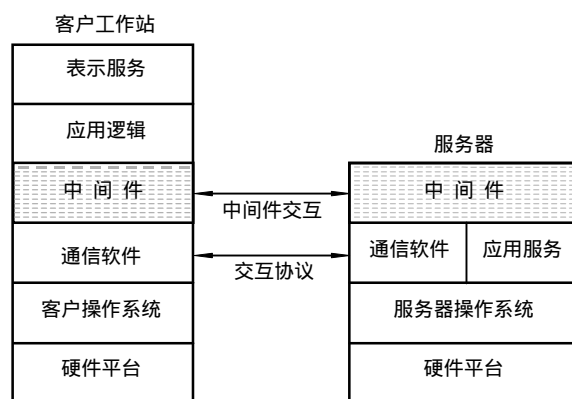 客户工作站
表示服务
应用逻辑
中间件
通信软件
客户操作系统
硬件平台
中间件交互
交互协议
服务器
中间件
通信软件
应用服务
服务器操作系统
硬件平台